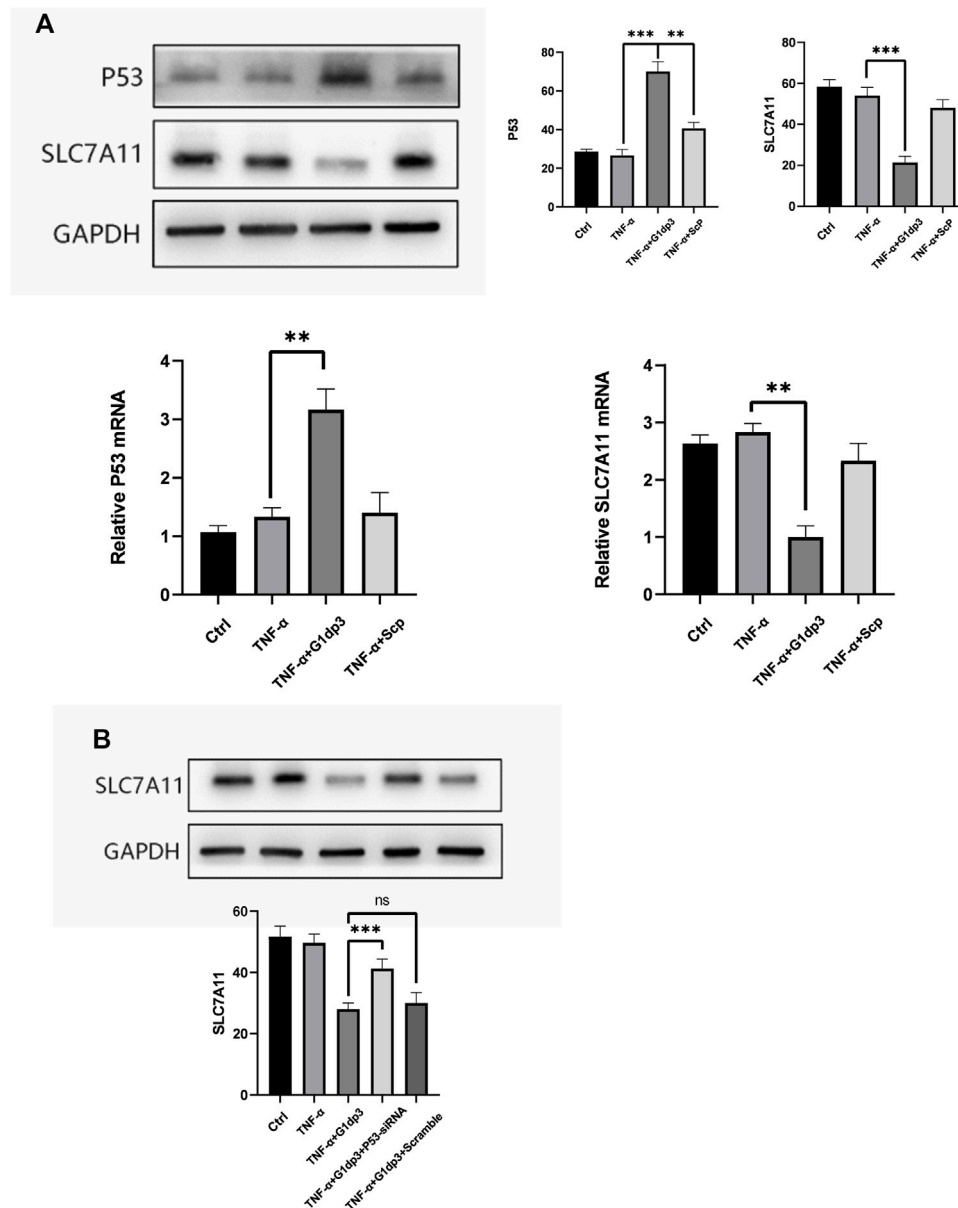 A
P53
SLC7A11
GAPDH
P53
80
60
40
20
0
*** **
Ctrl
TNF-α
TNF-α+G1dp3
TNF-α+ScP
SLC7A11
80
60
40
20
0
***
Ctrl
TNF-α
TNF-α+G1dp3
TNF-α+ScP
Relative P53 mRNA
4
3
2
1
0
**
Ctrl
TNF-α
TNF-α+G1dp3
TNF-α+Scp
Relative SLC7A11 mRNA
4
3
2
1
0
**
Ctrl
TNF-α
TNF-α+G1dp3
TNF-α+Scp
B
SLC7A11
GAPDH
SLC7A11
60
40
20
0
ns
***
Ctrl
TNF-α
TNF-α+G1dp3
TNF-α+G1dp3+P53-siRNA
TNF-α+G1dp3+Scramble